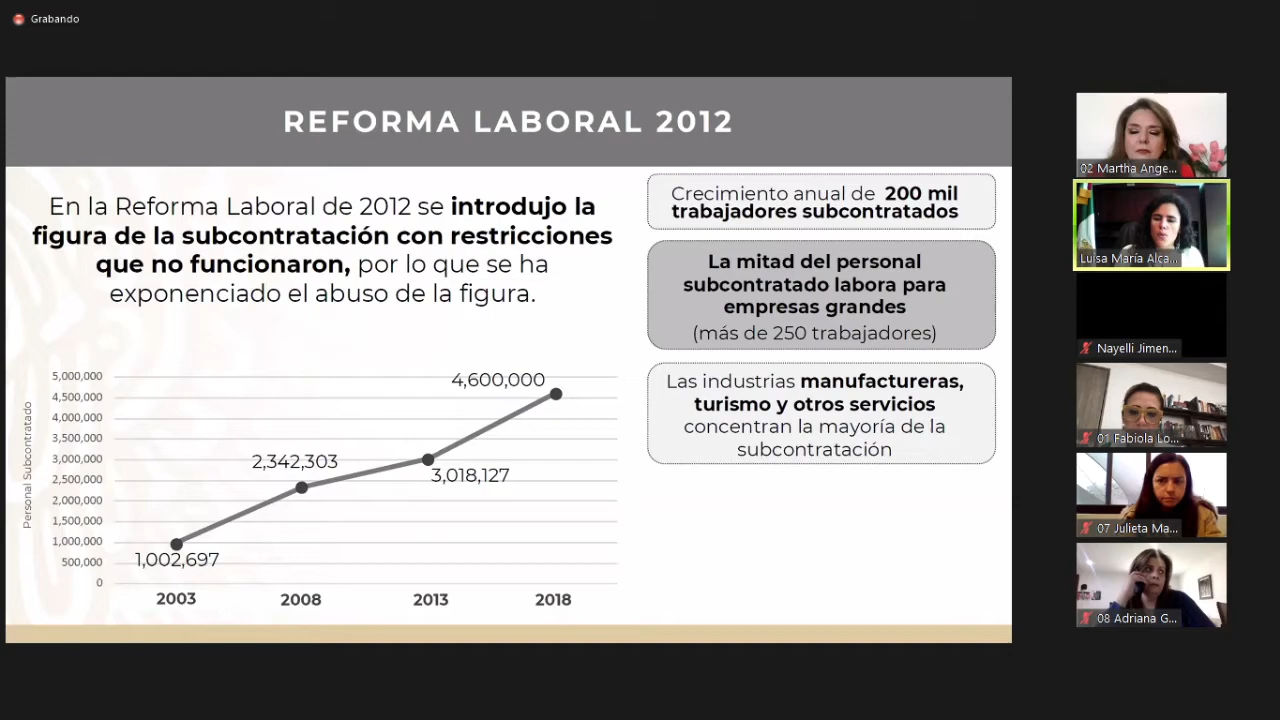 Grabando
REFORMA LABORAL 2012
En la Reforma Laboral de 2012 se introdujo la
figura de la subcontratación con restricciones
que no funcionaron, por lo que se ha
exponenciado el abuso de la figura.
Crecimiento anual de 200 mil
trabajadores subcontratados
La mitad del personal
subcontratado labora para
empresas grandes
(más de 250 trabajadores)
Las industrias manufactureras,
turismo y otros servicios
concentran la mayoría de la
subcontratación
Personal Subcontratado
5,000,000
4,500,000
4,000,000
3,500,000
3,000,000
2,500,000
2,000,000
1,500,000
1,000,000
500,000
0
1,002,697
2,342,303
3,018,127
4,600,000
2003
2008
2013
2018
02 Martha Ange...
Luisa María Alca...
Nayelli Jimen...
01 Fabiola Lo...
07 Julieta Ma...
08 Adriana G...